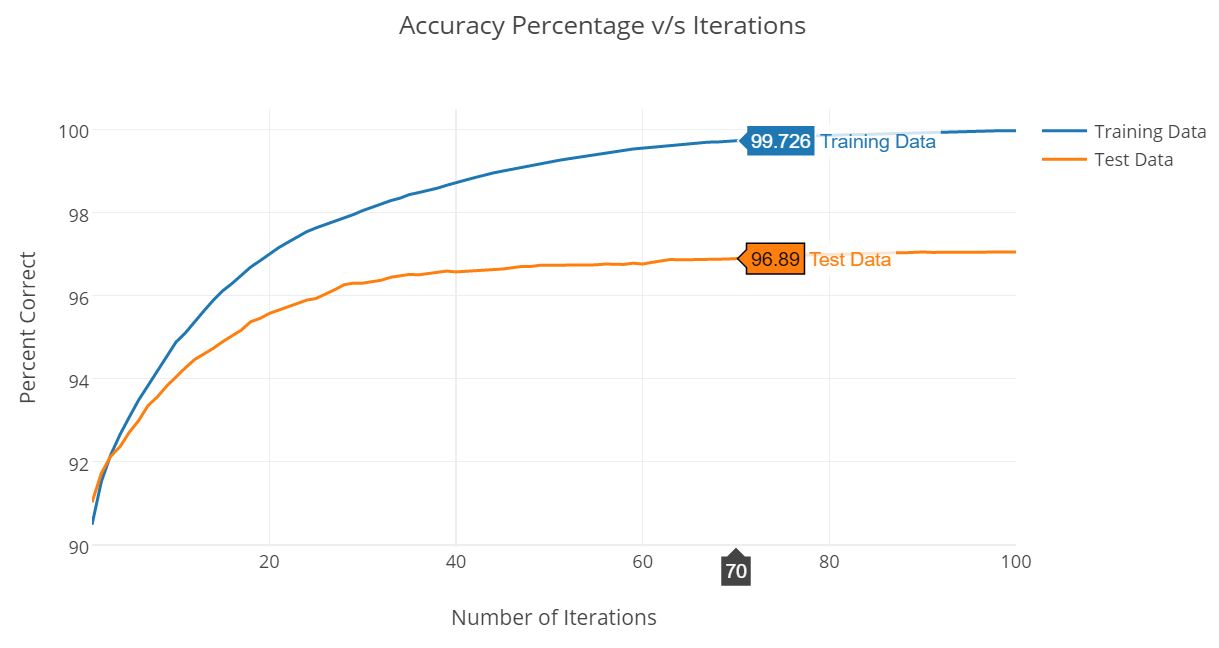 Accuracy Percentage v/s Iterations
100
98
96
94
92
90
Percent Correct
99.726 Training Data
96.89 Test Data
Training Data
Test Data
20 40 60 80 100
70
Number of Iterations